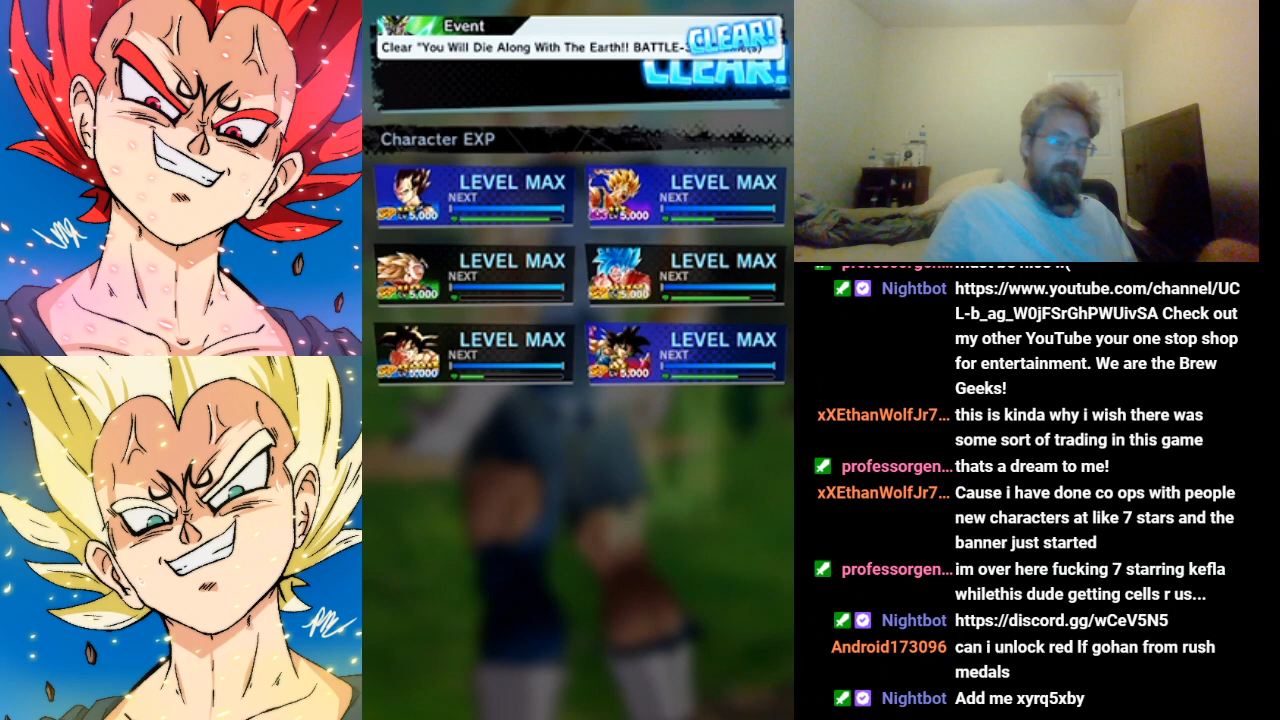 Event
CLEAR!
Clear "You Will Die Along With The Earth!! BATTLE-
CLEAR!
Character EXP
LEVEL MAX
NEXT
5,000
LEVEL MAX
NEXT
5,000
LEVEL MAX
NEXT
5,000
LEVEL MAX
NEXT
5,000
LEVEL MAX
NEXT
5,000
LEVEL MAX
NEXT
5,000
Nightbot https://www.youtube.com/channel/UC
L-b_ag_W0jFSrGhPWUivSA Check out
my other YouTube your one stop shop
for entertainment. We are the Brew
Geeks!
xXEthanWolfJr7... this is kinda why i wish there was
some sort of trading in this game
professorgen... thats a dream to me!
xXEthanWolfJr7... Cause i have done co ops with people
new characters at like 7 stars and the
banner just started
professorgen... im over here fucking 7 starring kefla
whilethis dude getting cells r us...
Nightbot https://discord.gg/wCeV5N5
Android173096 can i unlock red lf gohan from rush
medals
Nightbot Add me xyrq5xby